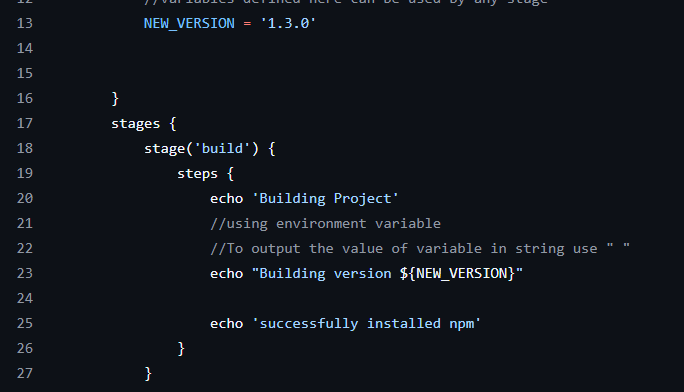 12 //variables defined here can be used by any stage
13 NEW_VERSION = '1.3.0'
14
15
16 }
17 stages {
18 stage('build') {
19 steps {
20 echo 'Building Project'
21 //using environment variable
22 //To output the value of variable in string use " "
23 echo "Building version ${NEW_VERSION}"
24
25 echo 'successfully installed npm'
26 }
27 }